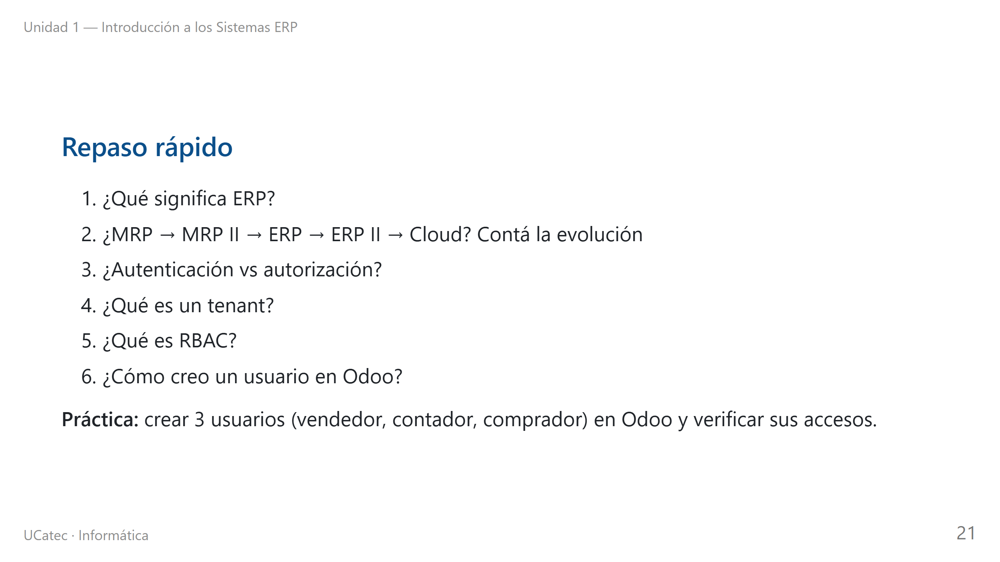 Unidad 1 — Introducción a los Sistemas ERP
Repaso rápido
1. ¿Qué significa ERP?
2. ¿MRP → MRP II → ERP → ERP II → Cloud? Contá la evolución
3. ¿Autenticación vs autorización?
4. ¿Qué es un tenant?
5. ¿Qué es RBAC?
6. ¿Cómo creo un usuario en Odoo?
Práctica: crear 3 usuarios (vendedor, contador, comprador) en Odoo y verificar sus accesos.
UCatec · Informática
21